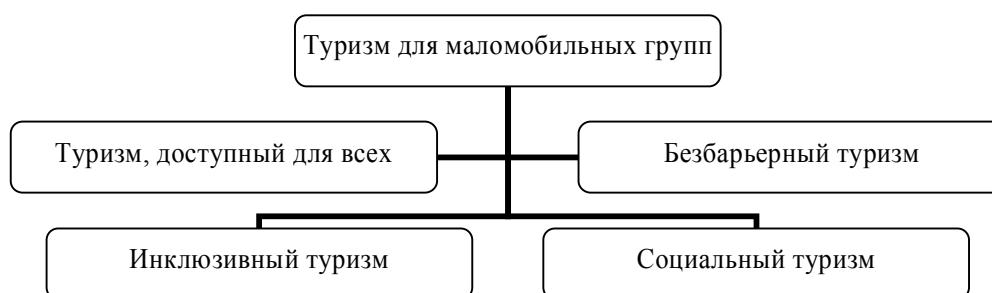 Туризм для маломобильных групп
Туризм, доступный для всех
Безбарьерный туризм
Инклюзивный туризм
Социальный туризм